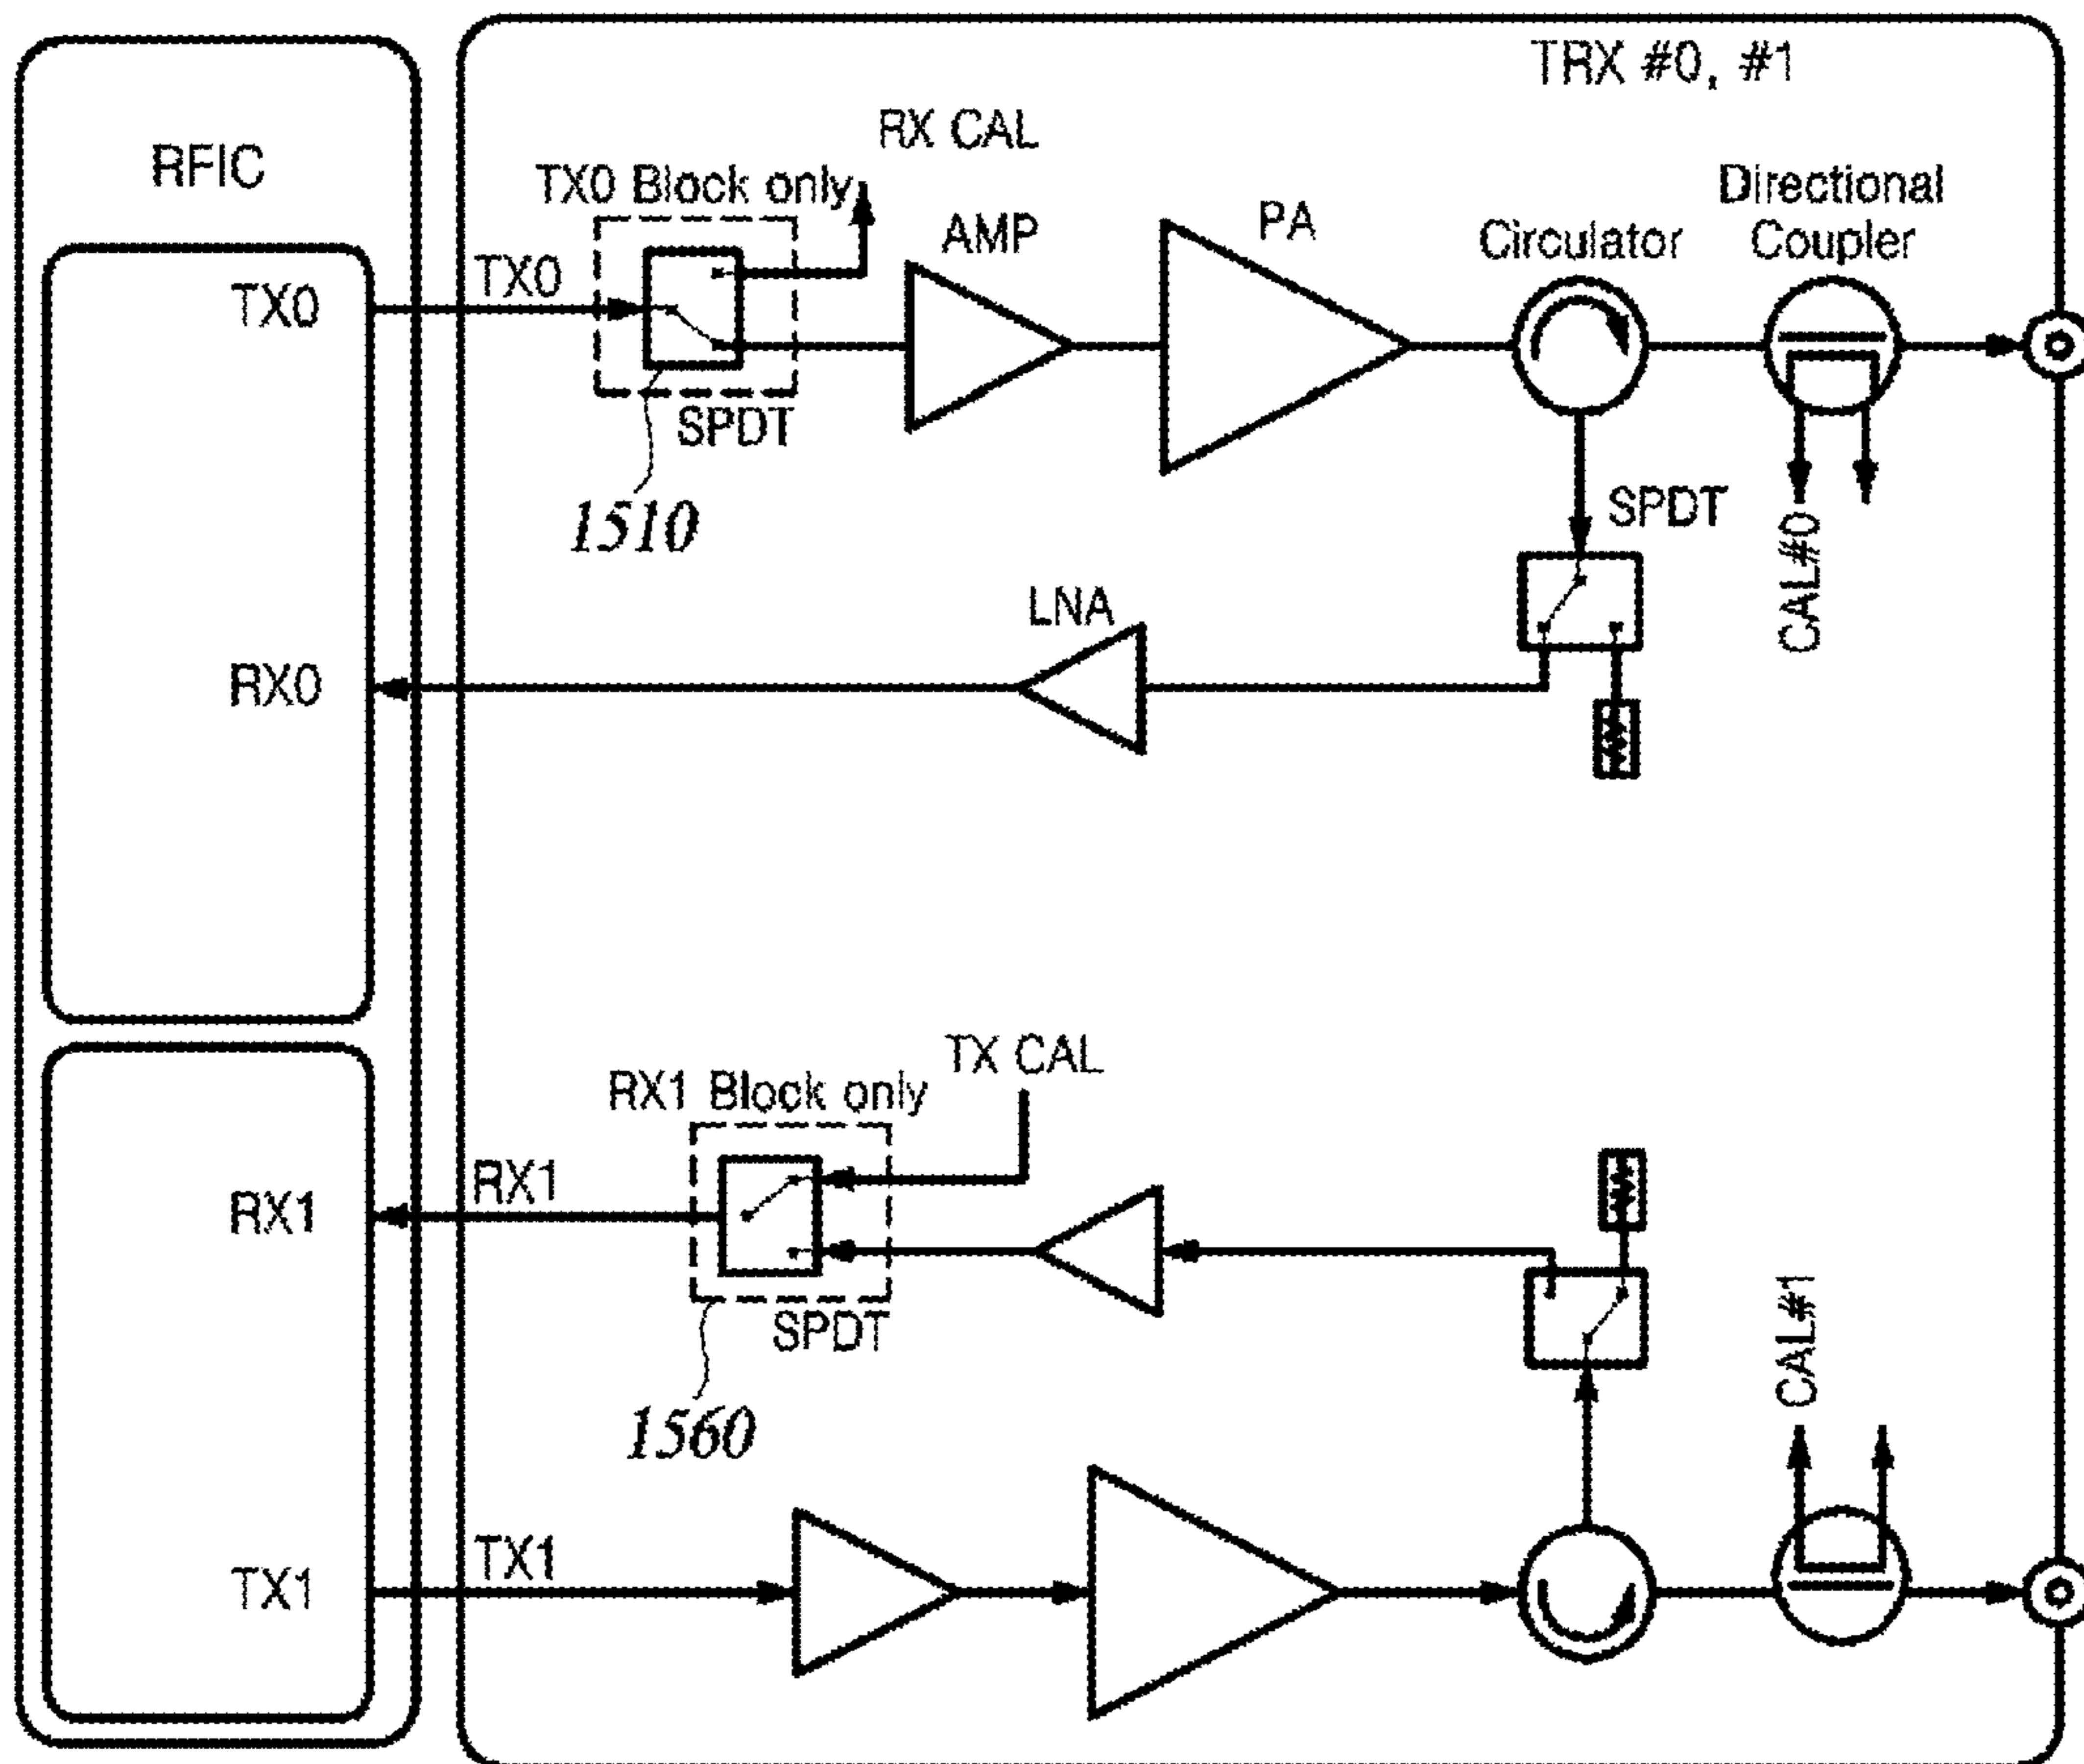 TRX #0, #1
RFIC
RX CAL
TX0 Block only
AMP
PA
Circulator
Directional
Coupler
TX0
TX0
SPDT
1510
SPDT
CAL#0
LNA
RX0
TX CAL
RX1 Block only
RX1
RX1
SPDT
CAL#1
1560
TX1
TX1